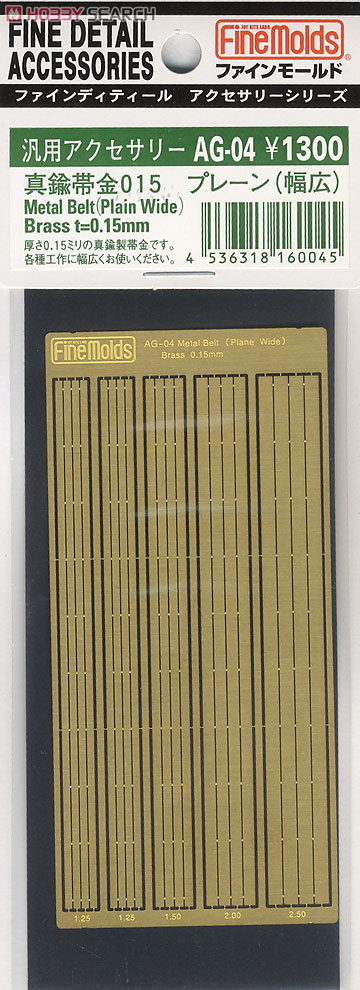 HOBBY SEARCH
FINE DETAIL
ACCESSORIES
JOY KITS LABO.
FineMolds
ファインモールド
ファインディティール アクセサリーシリーズ
汎用アクセサリー AG-04 ¥1300
真鍮帯金015 プレーン(幅広)
Metal Belt(Plain Wide)
Brass t=0.15mm
厚さ0.15ミリの真鍮製帯金です。
各種工作に幅広くお使いください。
4 536318 160045
FineMolds
AG-04 Metal Belt (Plane Wide)
Brass 0.15mm
1.25 1.25 1.50 2.00 2.50